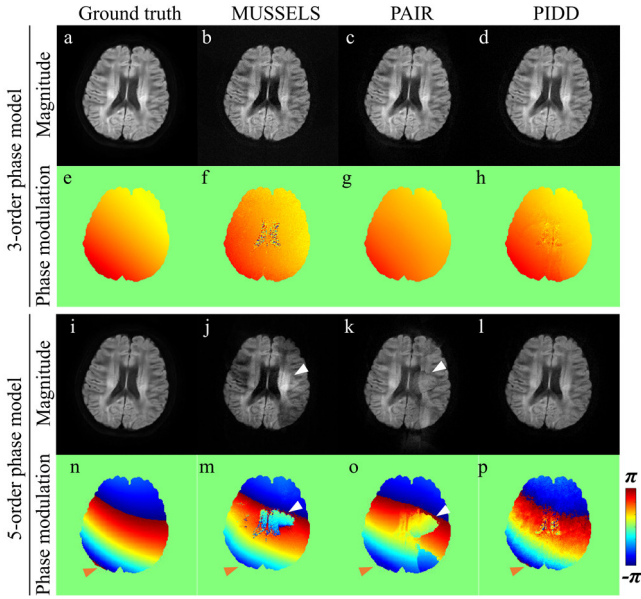 Ground truth MUSSELS PAIR PIDD
3-order phase model
Magnitude
a b c d
Phase modulation
e f g h
5-order phase model
Magnitude
i j k l
Phase modulation
n m o p
π
-π